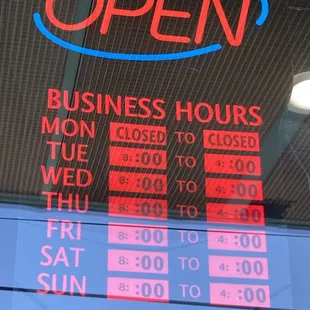 OPEN
BUSINESS HOURS
MON CLOSED TO CLOSED
TUE 8: :00 TO 4: :00
WED 8: :00 TO 4: :00
THU 8: :00 TO 4: :00
FRI 8: :00 TO 4: :00
SAT 8: :00 TO 4: :00
SUN 8: :00 TO 4: :00